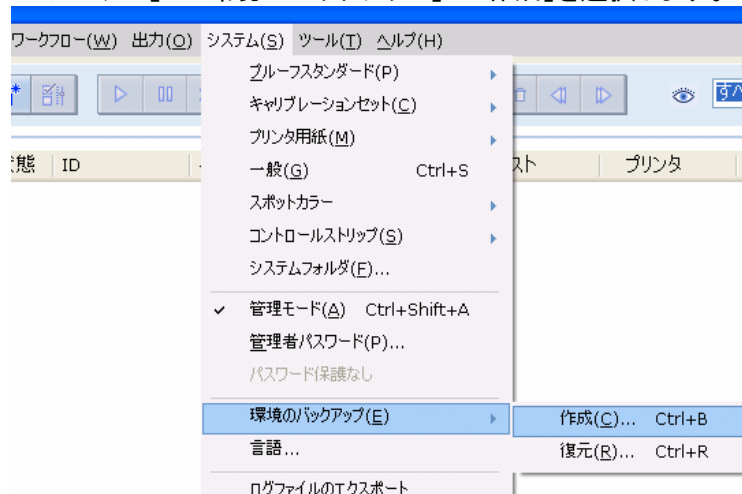 ワークフロー(W) 出力(O) システム(S) ツール(T) ヘルプ(H)
プルーフスタンダード(P)
キャリブレーションセット(C)
プリンタ用紙(M)
態 ID プリンタ
一般(G) Ctrl+S
スポットカラー
コントロールストリップ(S)
システムフォルダ(F)...
管理モード(A) Ctrl+Shift+A
管理者パスワード(P)...
パスワード保護なし
環境のバックアップ(E)
作成(C)... Ctrl+B
言語...
復元(R)... Ctrl+R
ログファイルのエクスポート